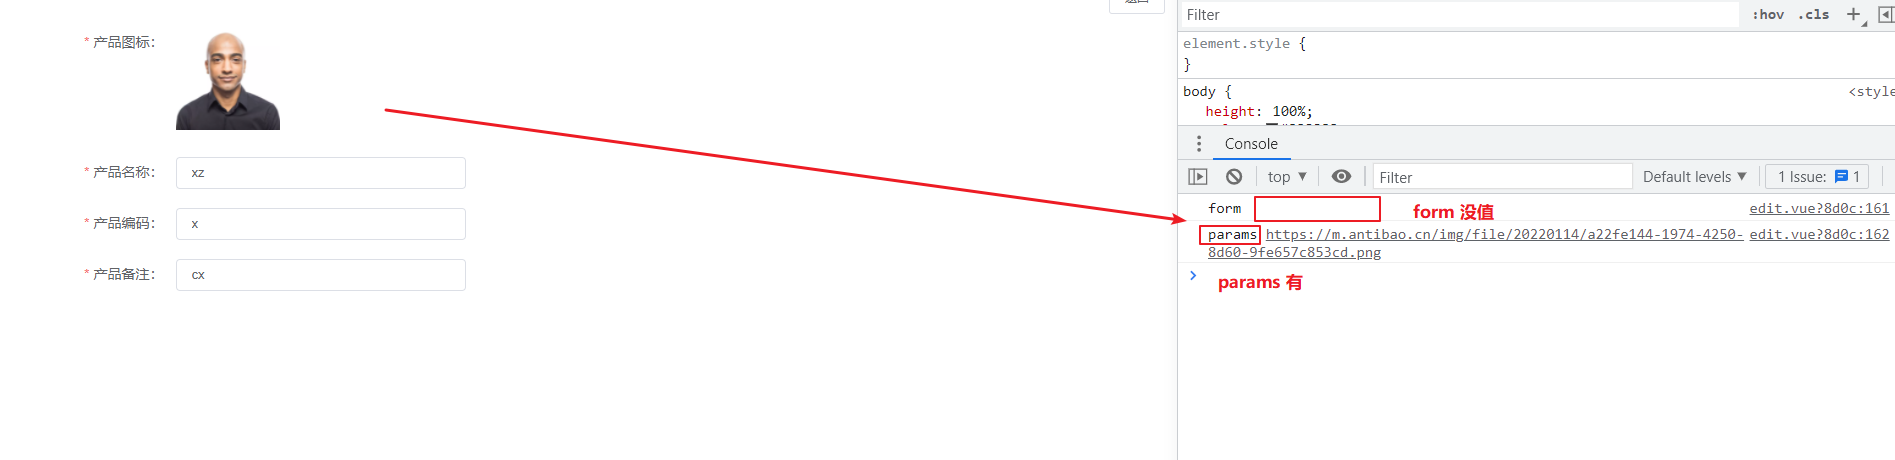 * 产品图标：
* 产品名称： xz
* 产品编码： x
* 产品备注： cx
Filter
:hov .cls +
element.style {
}
body {
<style
height: 100%;
Console
top ▼
Filter
Default levels ▼
1 Issue: 1
form
form 没值
edit.vue?8d0c:161
params https://m.antibao.cn/img/file/20220114/a22fe144-1974-4250-
edit.vue?8d0c:162
8d60-9fe657c853cd.png
>
params 有